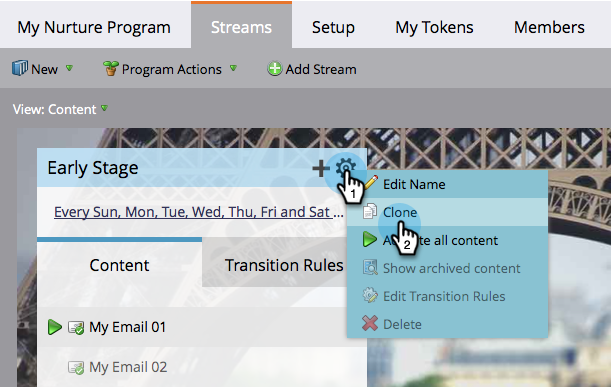 My Nurture Program Streams Setup My Tokens Members
New Program Actions Add Stream
View: Content
Early Stage
Every Sun, Mon, Tue, Wed, Thu, Fri and Sat ...
Content Transition Rules
My Email 01
My Email 02
Edit Name
1
Clone
2
all content
Show archived content
Edit Transition Rules
Delete